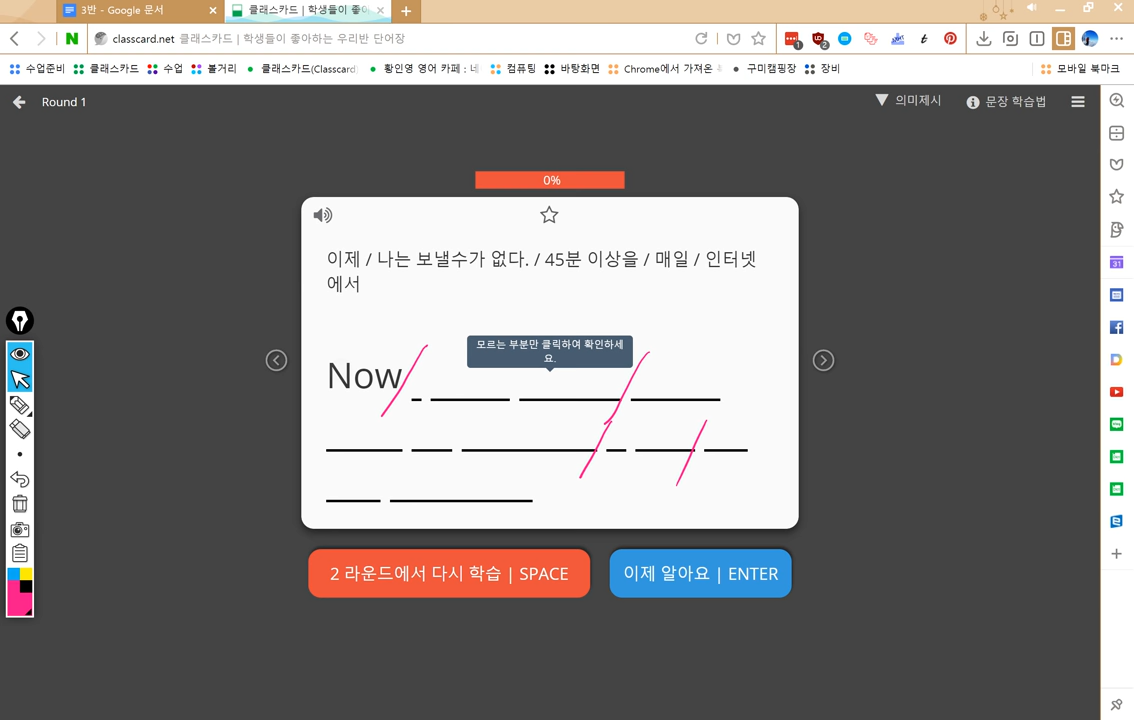 3반 - Google 문서
클래스카드 | 학생들이 좋아
classcard.net 클래스카드 | 학생들이 좋아하는 우리반 단어장
수업준비 클래스카드 수업 볼거리 클래스카드(Classcard 황인영 영어 카페 ; 네 컴퓨팅 바탕화면 Chrome에서 가져온 구미캠핑장 장비 모바일 북마크
Round 1
의미제시
문장 학습법
0%
이제 / 나는 보낼수가 없다. / 45분 이상을 / 매일 / 인터넷
에서
모르는 부분만 클릭하여 확인하세
요.
Now
2 라운드에서 다시 학습 | SPACE
이제 알아요 | ENTER